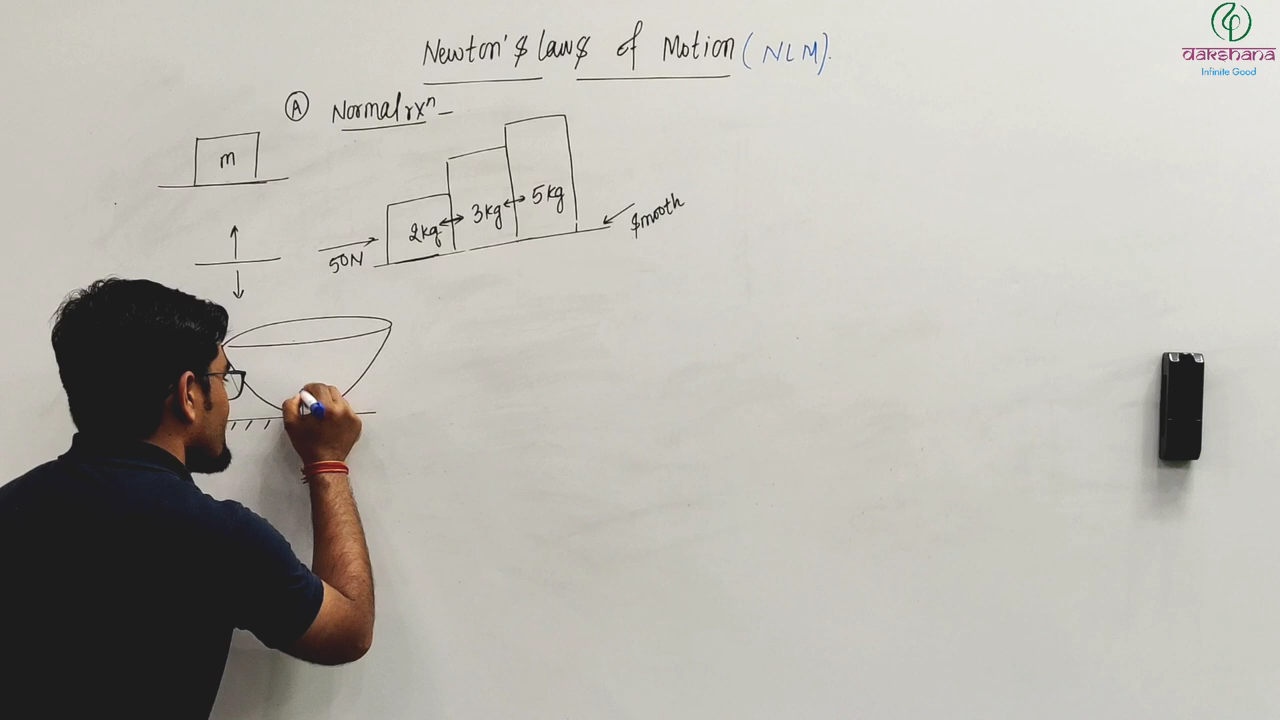 Newton's laws of Motion (NLM).
A Normal rxⁿ -
m
50N
2kg
3kg
5kg
smooth
dakshana
Infinite Good